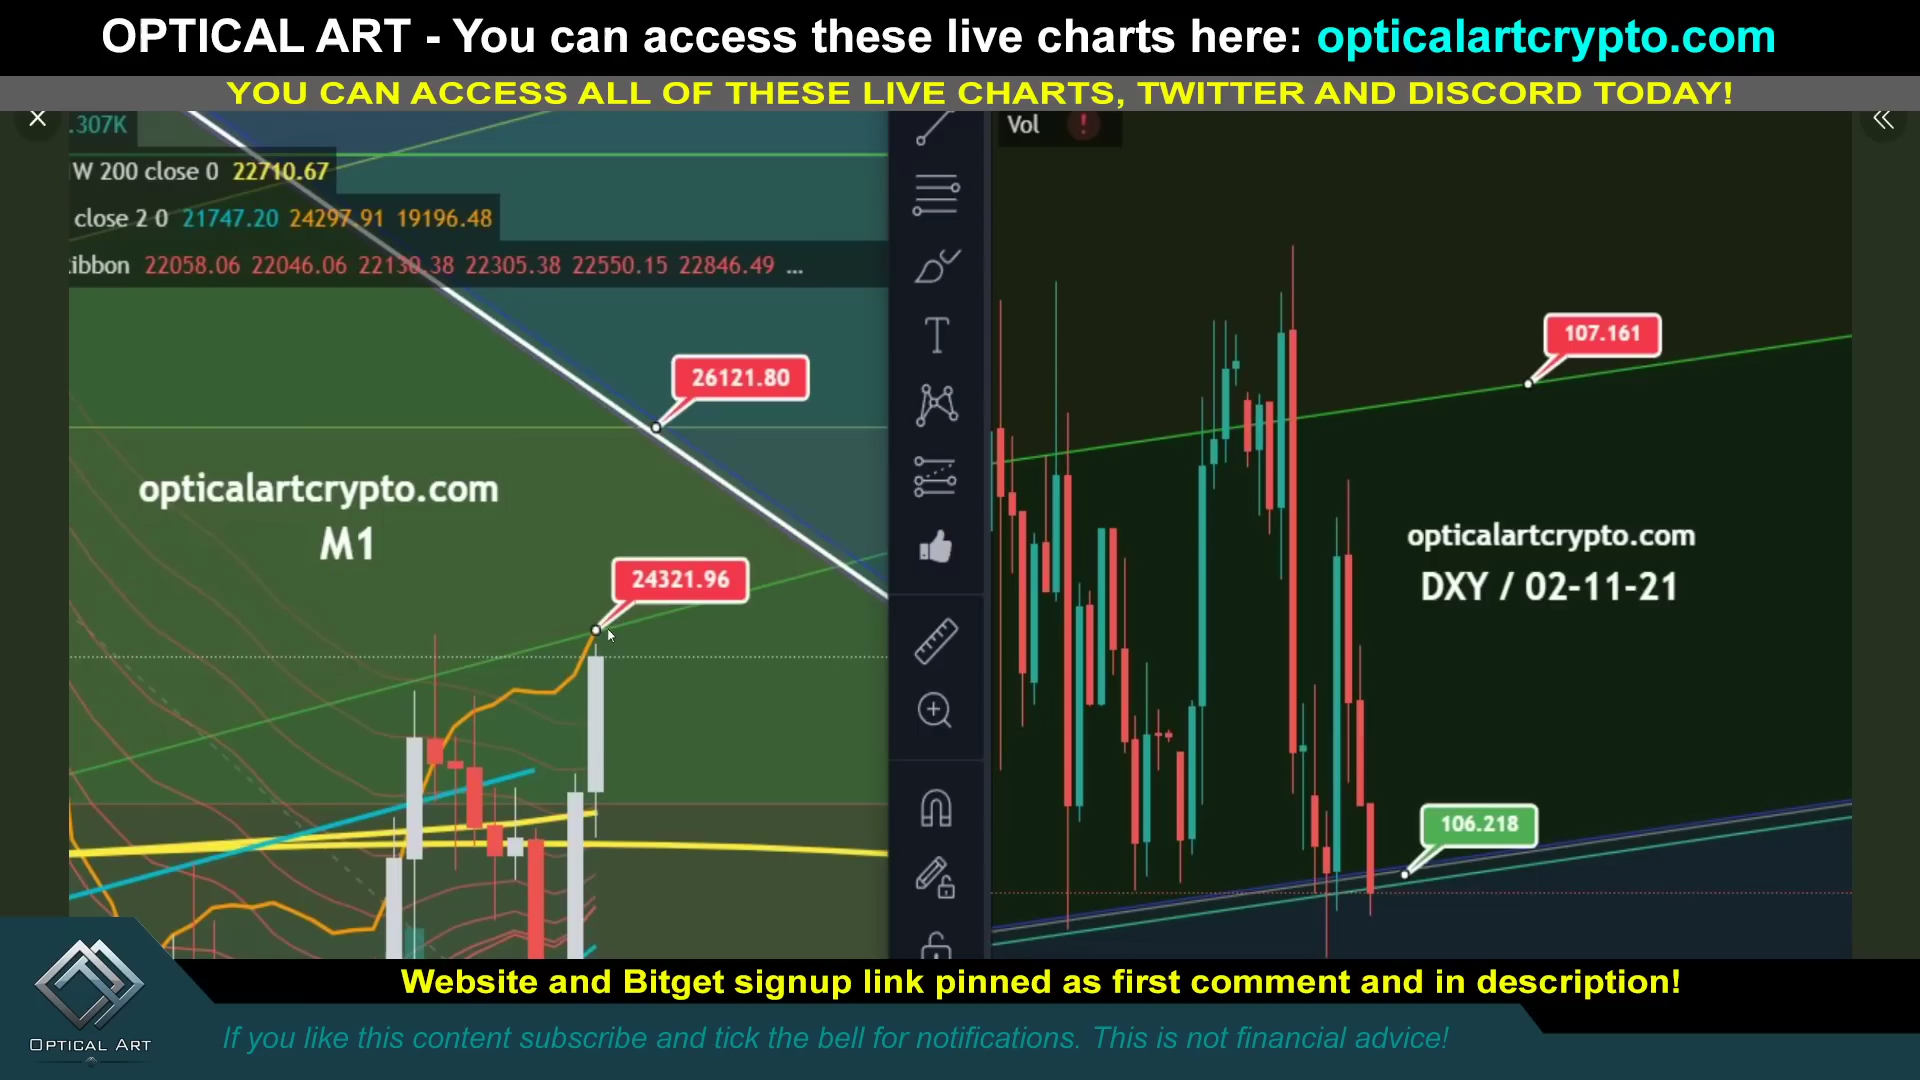 OPTICAL ART - You can access these live charts here: opticalartcrypto.com
YOU CAN ACCESS ALL OF THESE LIVE CHARTS, TWITTER AND DISCORD TODAY!
.307K
W 200 close 0 22710.67
close 2 0 21747.20 24297.91 19196.48
ibbon 22058.06 22046.06 22130.38 22305.38 22550.15 22846.49 ...
26121.80
opticalartcrypto.com
M1
24321.96
Vol
107.161
opticalartcrypto.com
DXY / 02-11-21
106.218
Website and Bitget signup link pinned as first comment and in description!
If you like this content subscribe and tick the bell for notifications. This is not financial advice!
OPTICAL ART